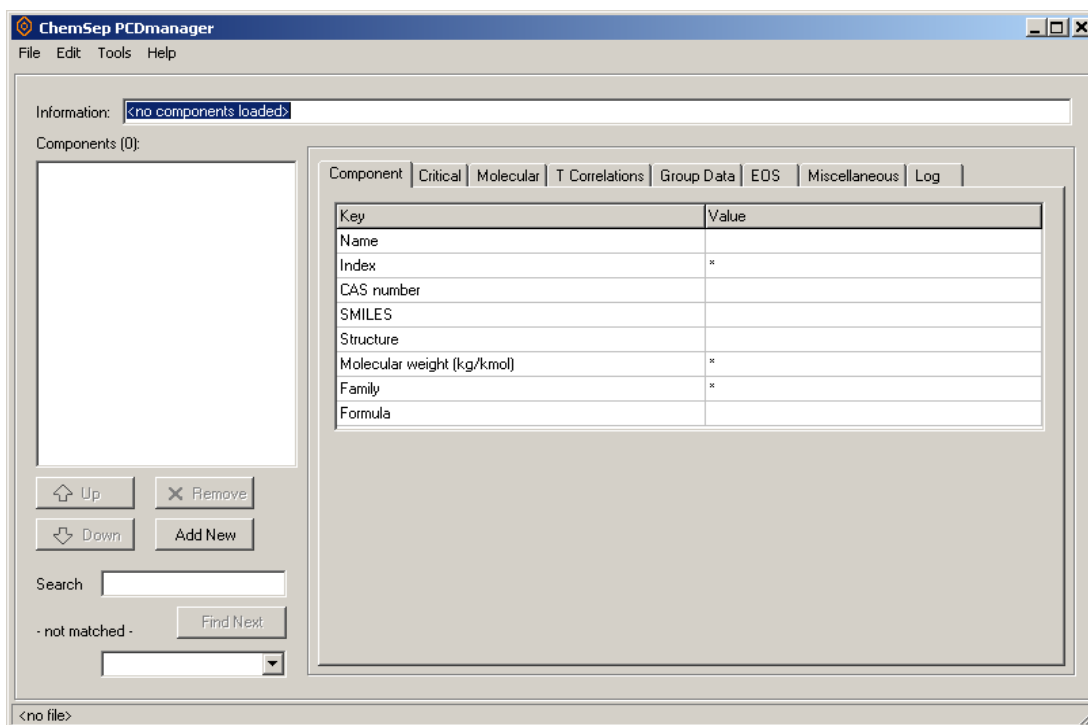 ChemSep PCDmanager
File Edit Tools Help
Information: <no components loaded>
Components (0):
Component Critical Molecular T Correlations Group Data EOS Miscellaneous Log
Key Value
Name
Index *
CAS number
SMILES
Structure
Molecular weight (kg/kmol) *
Family *
Formula
Up Remove
Down Add New
Search
Find Next
- not matched -
<no file>